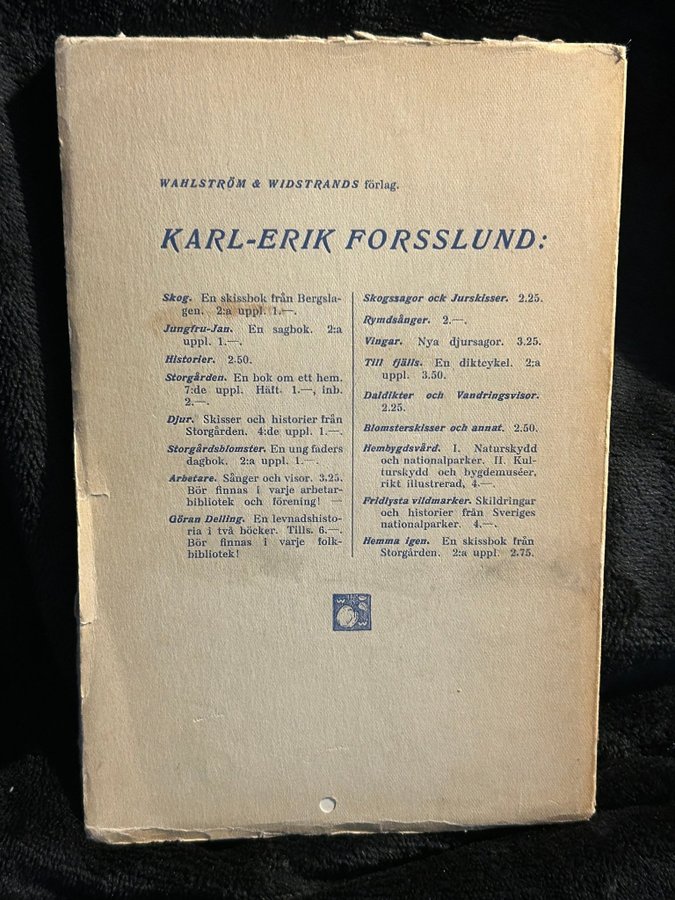 WAHLSTRÖM & WIDSTRANDS förlag.
KARL-ERIK FORSSLUND:
Skog. En skissbok från Bergsla-
gen. 2:a uppl. 1.—.
Jungfru-Jan. En sagbok. 2:a
uppl. 1.—.
Historier. 2.50.
Storgården. En bok om ett hem.
7:de uppl. Häft. 1.—, inb.
2.—.
Djur. Skisser och historier från
Storgården. 4:de uppl. 1.—.
Storgårdsblomster. En ung faders
dagbok. 2:a uppl. 1.—.
Arbetare. Sånger och visor. 3.25.
Bör finnas i varje arbetar-
bibliotek och förening! —
Göran Delling. En levnadshisto-
ria i två böcker. Tills. 6.—.
Bör finnas i varje folk-
bibliotek!
Skogssagor ock Jurskisser. 2.25.
Rymdsånger. 2.—.
Vingar. Nya djursagor. 3.25.
Till fjälls. En diktcykel. 2:a
uppl. 3.50.
Daldikter och Vandringsvisor.
2.25.
Blomsterskisser och annat. 2.50.
Hembygdsvård. I. Naturskydd
och nationalparker. II. Kul-
turskydd och bygdemuséer,
rikt illustrerad, 4.—.
Fridlysta vildmarker. Skildringar
och historier från Sveriges
nationalparker. 4.—.
Hemma igen. En skissbok från
Storgården. 2:a uppl. 2.75.